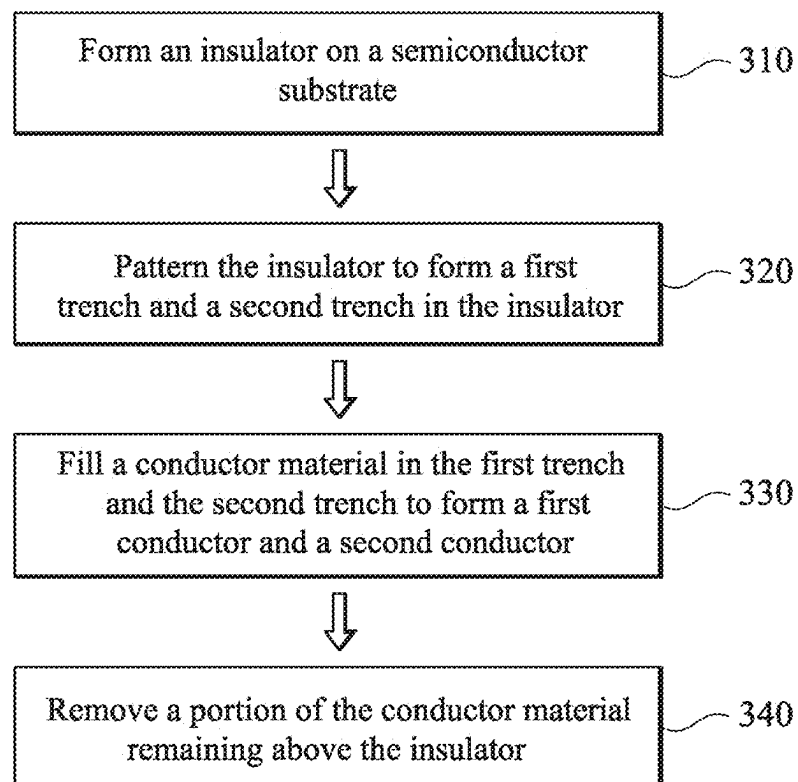 Form an insulator on a semiconductor
substrate
310
Pattern the insulator to form a first
trench and a second trench in the insulator
320
Fill a conductor material in the first trench
and the second trench to form a first
conductor and a second conductor
330
Remove a portion of the conductor material
remaining above the insulator
340